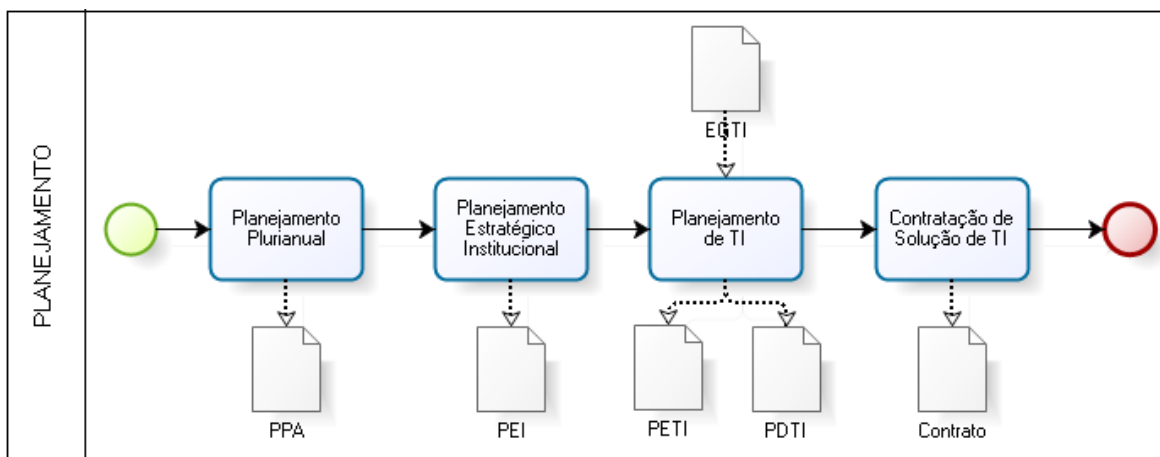 PLANEJAMENTO
EGTI
Planejamento
Plurianual
Planejamento
Estratégico
Institucional
Planejamento
de TI
Contratação de
Solução de TI
PPA
PEI
PETI
PDTI
Contrato